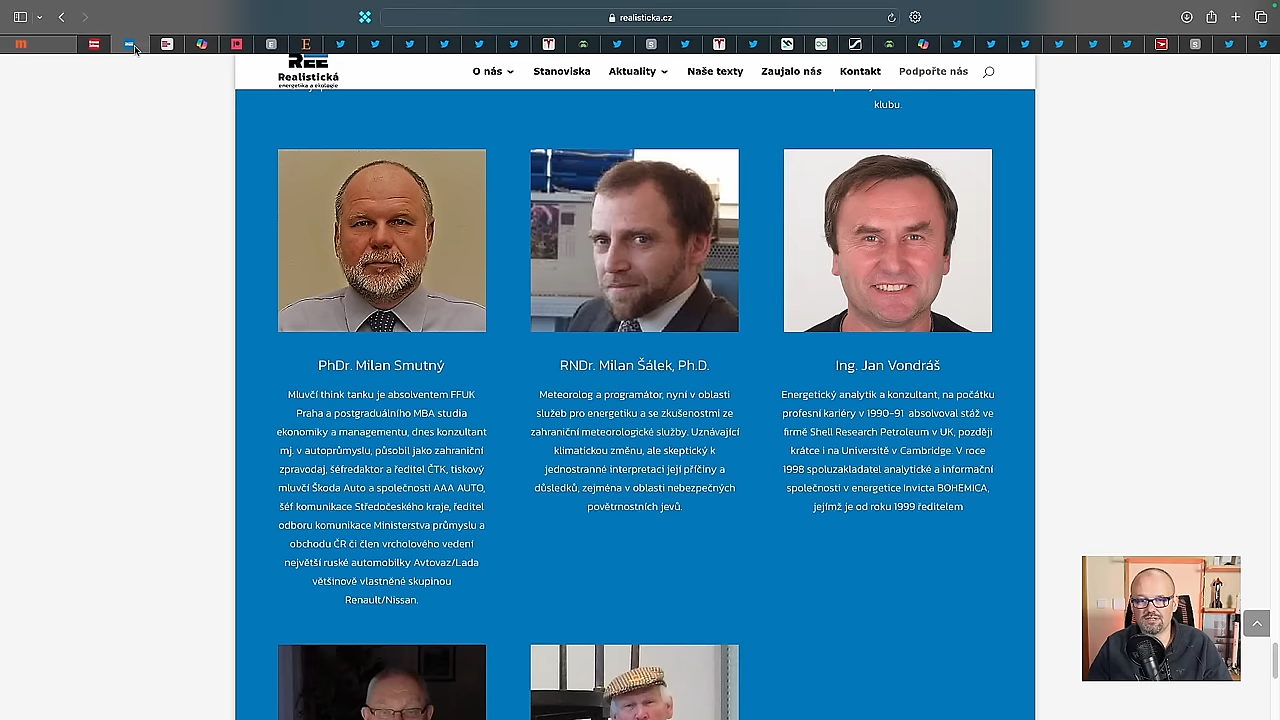 realisticka.cz
REE
Realistická
energetika a ekologie
O nás
Stanoviska
Aktuality
Naše texty
Zaujalo nás
Kontakt
Podpořte nás
klubu.
PhDr. Milan Smutný
Mluvčí think tanku je absolventem FFUK
Praha a postgraduálního MBA studia
ekonomiky a managementu, dnes konzultant
mj. v autoprůmyslu, působil jako zahraniční
zpravodaj, šéfredaktor a ředitel ČTK, tiskový
mluvčí Škoda Auto a společnosti AAA AUTO,
šéf komunikace Středočeského kraje, ředitel
odboru komunikace Ministerstva průmyslu a
obchodu ČR či člen vrcholového vedení
největší ruské automobilky Avtovaz/Lada
většinově vlastněné skupinou
Renault/Nissan.
RNDr. Milan Šálek, Ph.D.
Meteorolog a programátor, nyní v oblasti
služeb pro energetiku a se zkušenostmi ze
zahraniční meteorologické služby. Uznávající
klimatickou změnu, ale skeptický k
jednostranné interpretaci její příčiny a
důsledků, zejména v oblasti nebezpečných
povětrnostních jevů.
Ing. Jan Vondráš
Energetický analytik a konzultant, na počátku
profesní kariéry v 1990-91 absolvoval stáž ve
firmě Shell Research Petroleum v UK, později
krátce i na Universitě v Cambridge. V roce
1998 spoluzakladatel analytické a informační
společnosti v energetice Invicta BOHEMICA,
jejímž je od roku 1999 ředitelem